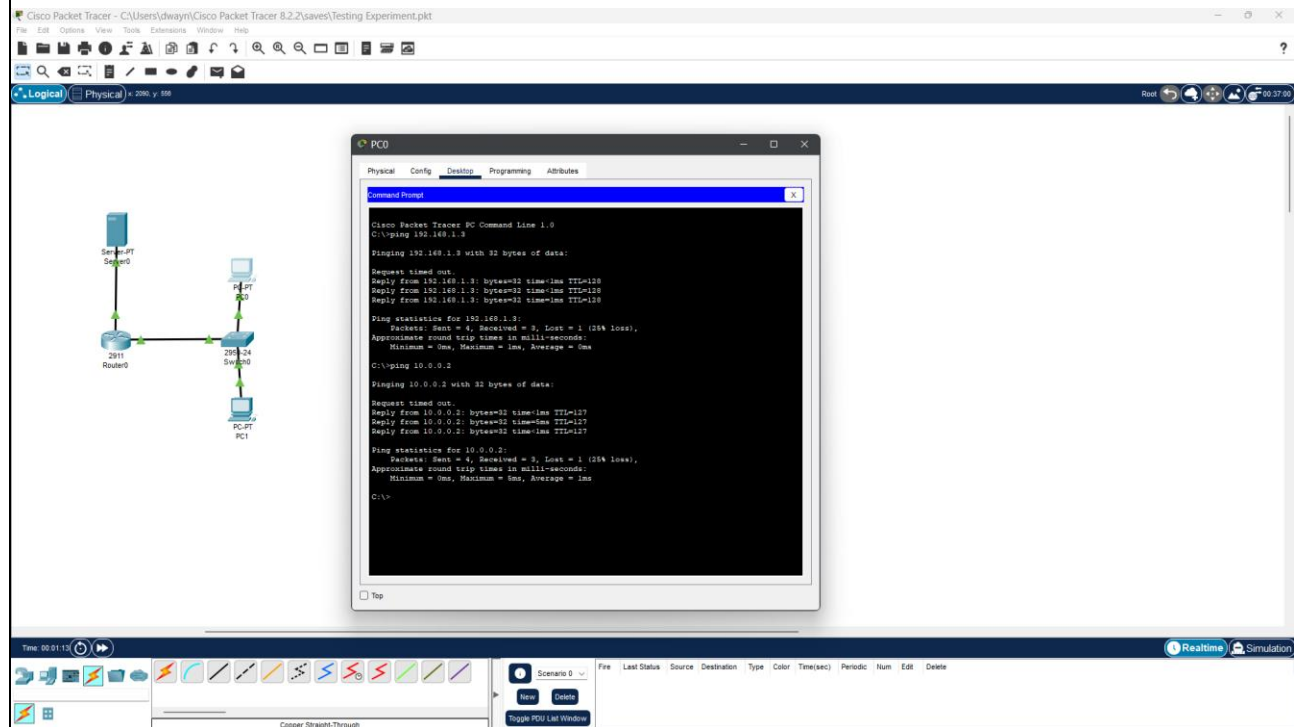 Cisco Packet Tracer - C:\Users\dwayn\Cisco Packet Tracer 8.2.2\saves\Testing Experiment.pkt
File Edit Options View Tools Extensions Window Help
?
Logical Physical x: 2090, y: 598
Root 00:37:00
PC0
Physical Config Desktop Programming Attributes
Command Prompt
X
Cisco Packet Tracer PC Command Line 1.0
C:\>ping 192.168.1.3
Pinging 192.168.1.3 with 32 bytes of data:
Request timed out.
Reply from 192.168.1.3: bytes=32 time<1ms TTL=128
Reply from 192.168.1.3: bytes=32 time<1ms TTL=128
Reply from 192.168.1.3: bytes=32 time=1ms TTL=128
Ping statistics for 192.168.1.3:
Packets: Sent = 4, Received = 3, Lost = 1 (25% loss),
Approximate round trip times in milli-seconds:
Minimum = 0ms, Maximum = 1ms, Average = 0ms
C:\>ping 10.0.0.2
Pinging 10.0.0.2 with 32 bytes of data:
Request timed out.
Reply from 10.0.0.2: bytes=32 time<1ms TTL=127
Reply from 10.0.0.2: bytes=32 time=5ms TTL=127
Reply from 10.0.0.2: bytes=32 time<1ms TTL=127
Ping statistics for 10.0.0.2:
Packets: Sent = 4, Received = 3, Lost = 1 (25% loss),
Approximate round trip times in milli-seconds:
Minimum = 0ms, Maximum = 5ms, Average = 1ms
C:\>
Top
Server-PT
Server0
PC-PT
PC0
2911
Router0
2950-24
Switch0
PC-PT
PC1
Time: 00:01:13
Realtime Simulation
Copper Straight-Through
Scenario 0
New Delete
Toggle PDU List Window
Fire Last Status Source Destination Type Color Time(sec) Periodic Num Edit Delete